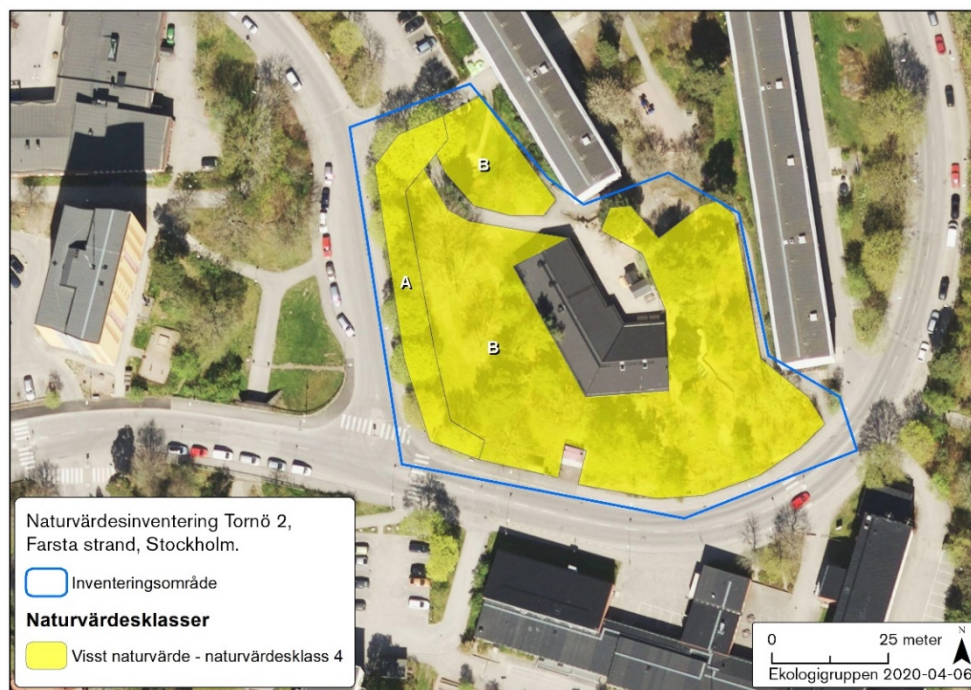 B
A
B
Naturvärdesinventering Tornö 2,
Farsta strand, Stockholm.
Inventeringsområde
Naturvärdesklasser
Visst naturvärde - naturvärdesklass 4
N
0 25 meter
Ekologigruppen 2020-04-06